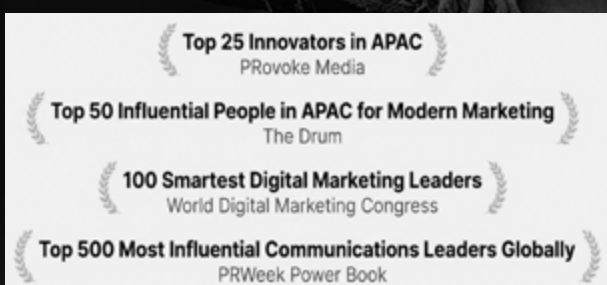 Top 25 Innovators in APAC
PRovoke Media
Top 50 Influential People in APAC for Modern Marketing
The Drum
100 Smartest Digital Marketing Leaders
World Digital Marketing Congress
Top 500 Most Influential Communications Leaders Globally
PRWeek Power Book